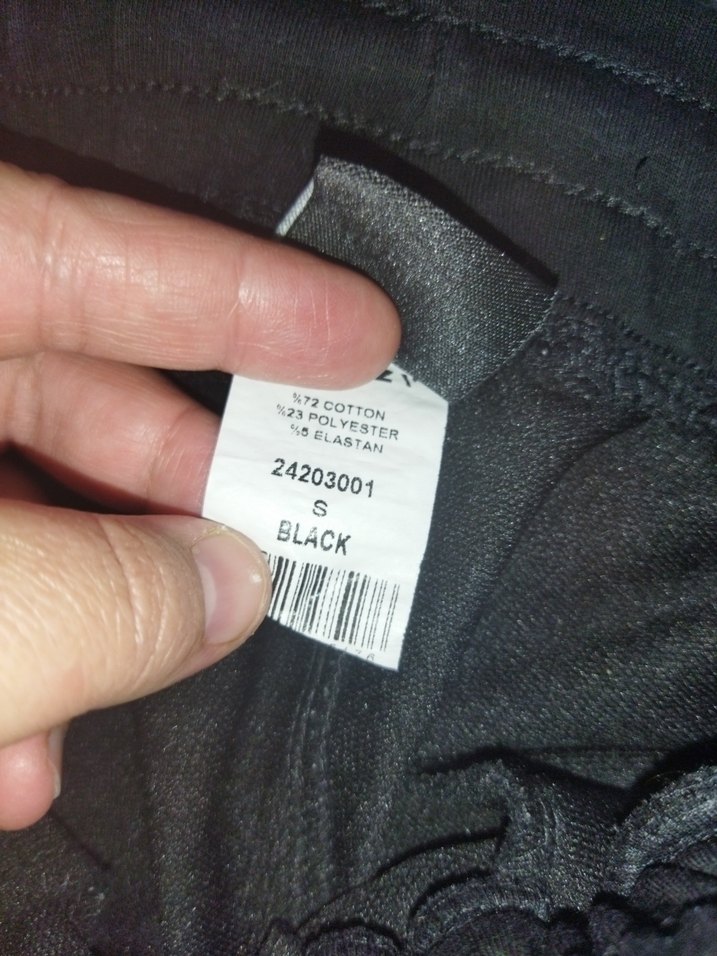 %72 COTTON
%23 POLYESTER
%5 ELASTAN
24203001
S
BLACK